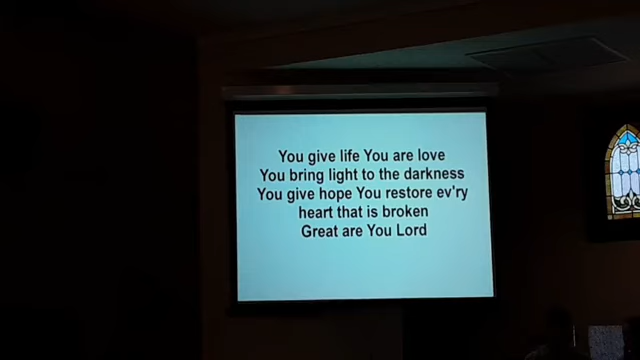 You give life You are love
You bring light to the darkness
You give hope You restore ev'ry
heart that is broken
Great are You Lord